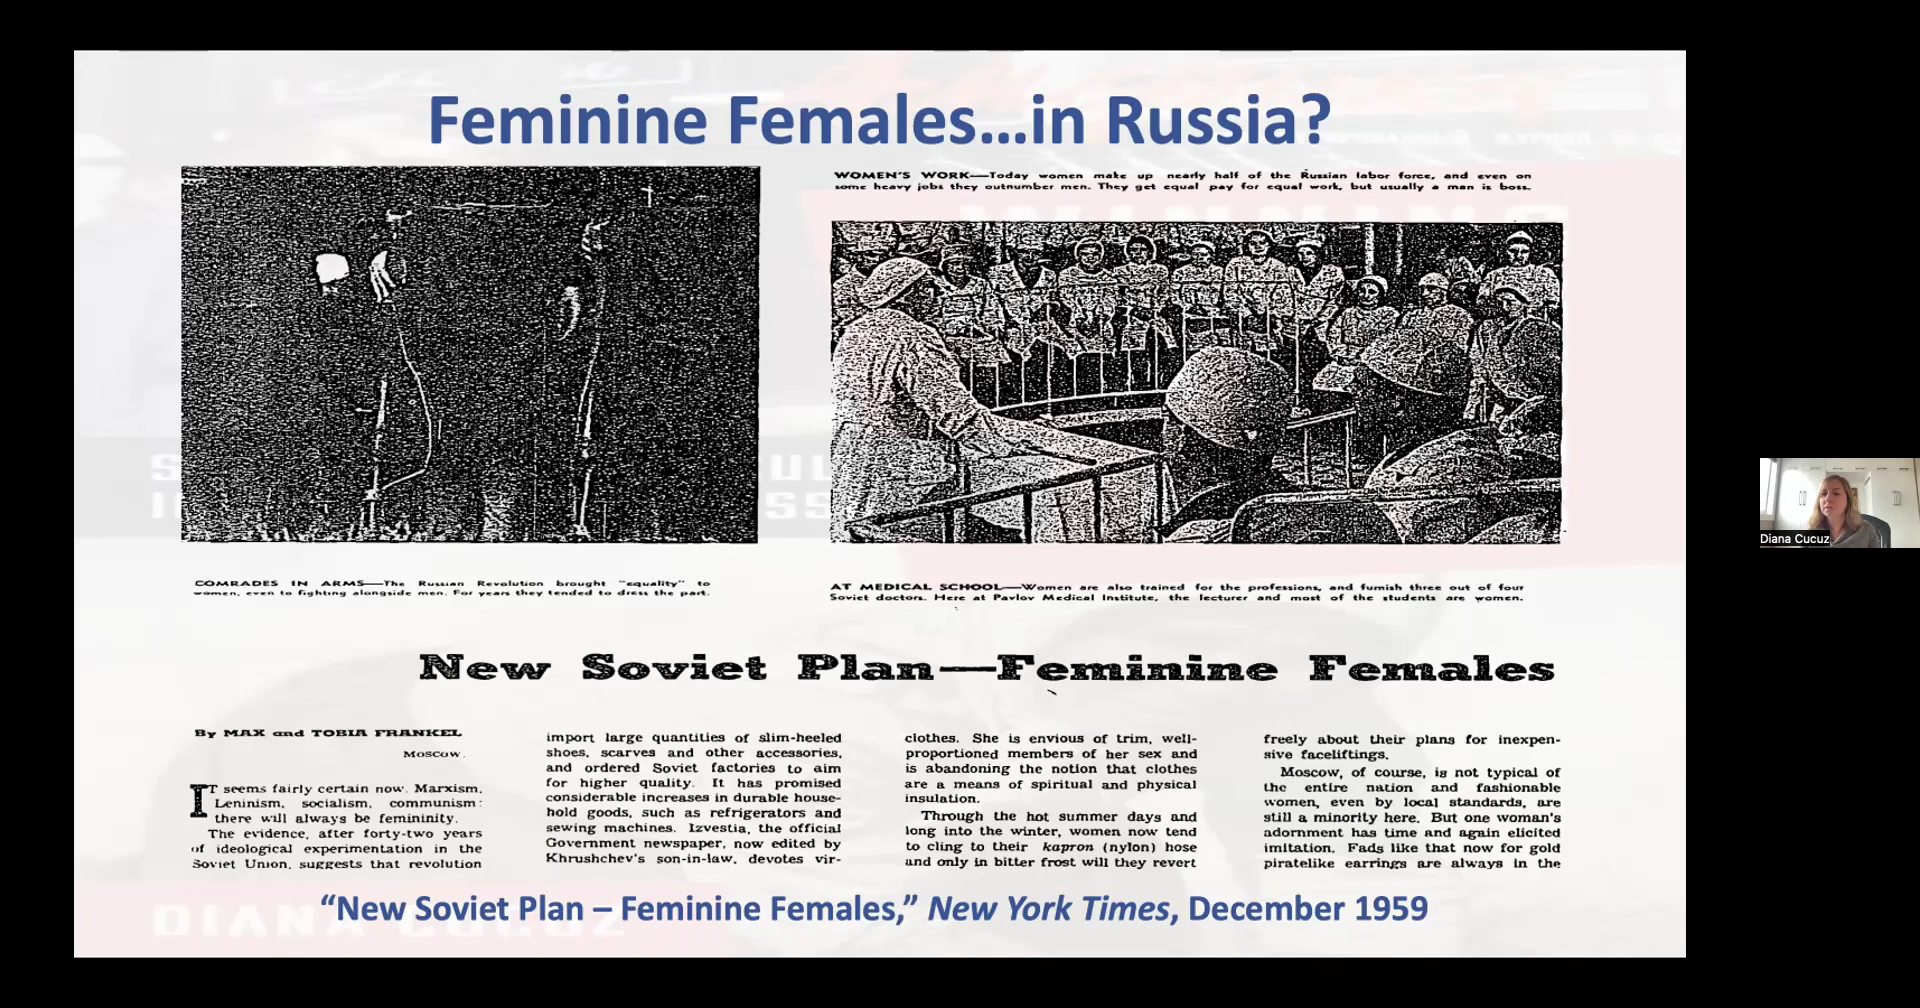 Feminine Females...in Russia?
WOMEN'S WORK—Today women make up nearly half of the Russian labor force, and even on
some heavy jobs they outnumber men. They get equal pay for equal work, but usually a man is boss.
COMRADES IN ARMS—The Russian Revolution brought "equality" to
women, even to fighting alongside men. For years they tended to dress the part.
AT MEDICAL SCHOOL—Women are also trained for the professions, and furnish three out of four
Soviet doctors. Here at Pavlov Medical Institute, the lecturer and most of the students are women.
New Soviet Plan—Feminine Females
By MAX and TOBIA FRANKEL
MOSCOW.
IT seems fairly certain now. Marxism,
Leninism, socialism, communism:
there will always be femininity.
The evidence, after forty-two years
of ideological experimentation in the
Soviet Union, suggests that revolution
import large quantities of slim-heeled
shoes, scarves and other accessories,
and ordered Soviet factories to aim
for higher quality. It has promised
considerable increases in durable house-
hold goods, such as refrigerators and
sewing machines. Izvestia, the official
Government newspaper, now edited by
Khrushchev's son-in-law, devotes vir-
clothes. She is envious of trim, well-
proportioned members of her sex and
is abandoning the notion that clothes
are a means of spiritual and physical
insulation.
Through the hot summer days and
long into the winter, women now tend
to cling to their kapron (nylon) hose
and only in bitter frost will they revert
freely about their plans for inexpen-
sive faceliftings.
Moscow, of course, is not typical of
the entire nation and fashionable
women, even by local standards, are
still a minority here. But one woman's
adornment has time and again elicited
imitation. Fads like that now for gold
piratelike earrings are always in the
"New Soviet Plan – Feminine Females," New York Times, December 1959
DIANA CUCUZ
WINNING
Diana Cucuz